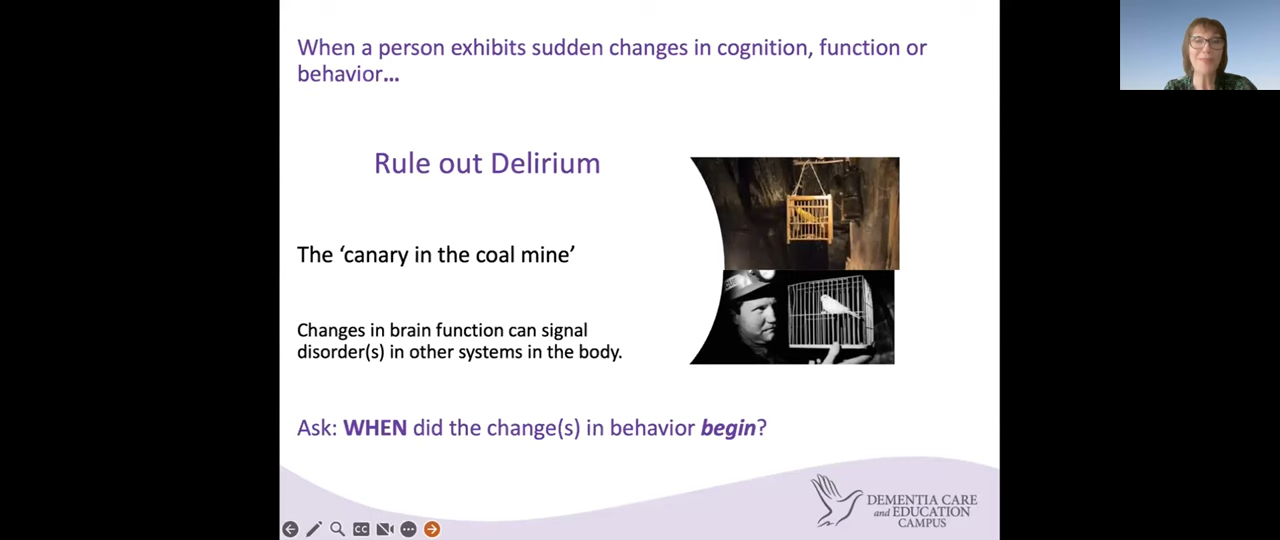 When a person exhibits sudden changes in cognition, function or
behavior...
Rule out Delirium
The ‘canary in the coal mine’
Changes in brain function can signal
disorder(s) in other systems in the body.
Ask: WHEN did the change(s) in behavior begin?
DEMENTIA CARE
and EDUCATION
CAMPUS
CC